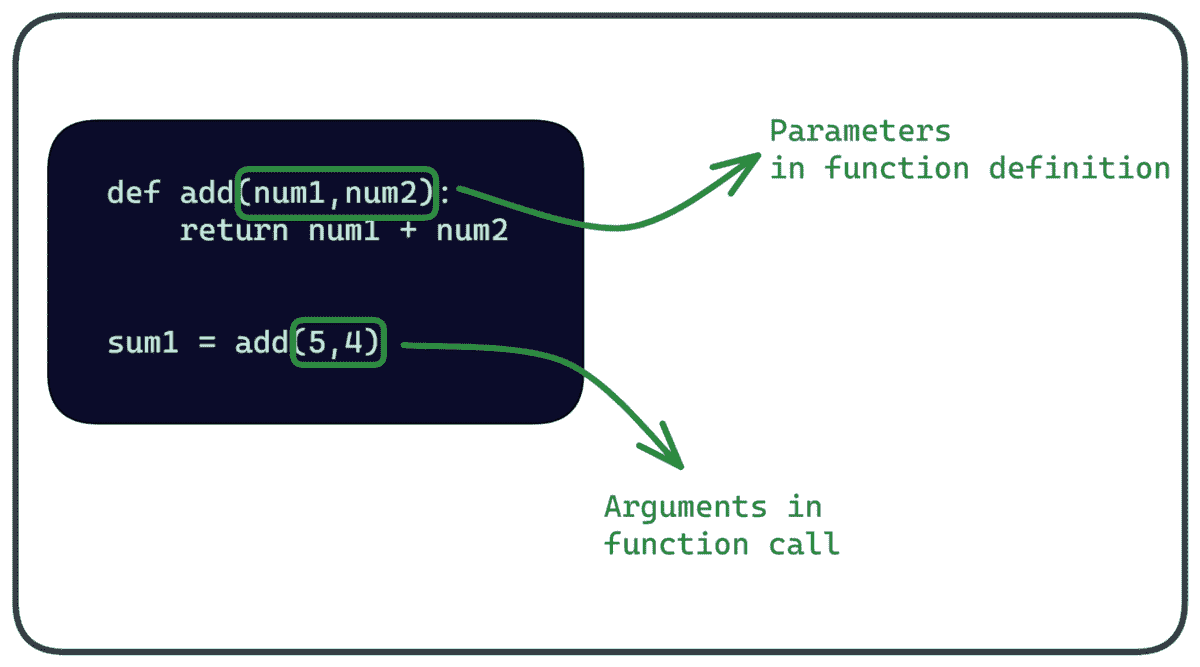 def add(num1,num2):
    return num1 + num2
sum1 = add(5,4)
Parameters
in function definition
Arguments in
function call